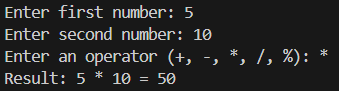 Enter first number: 5
Enter second number: 10
Enter an operator (+, -, *, /, %): *
Result: 5 * 10 = 50